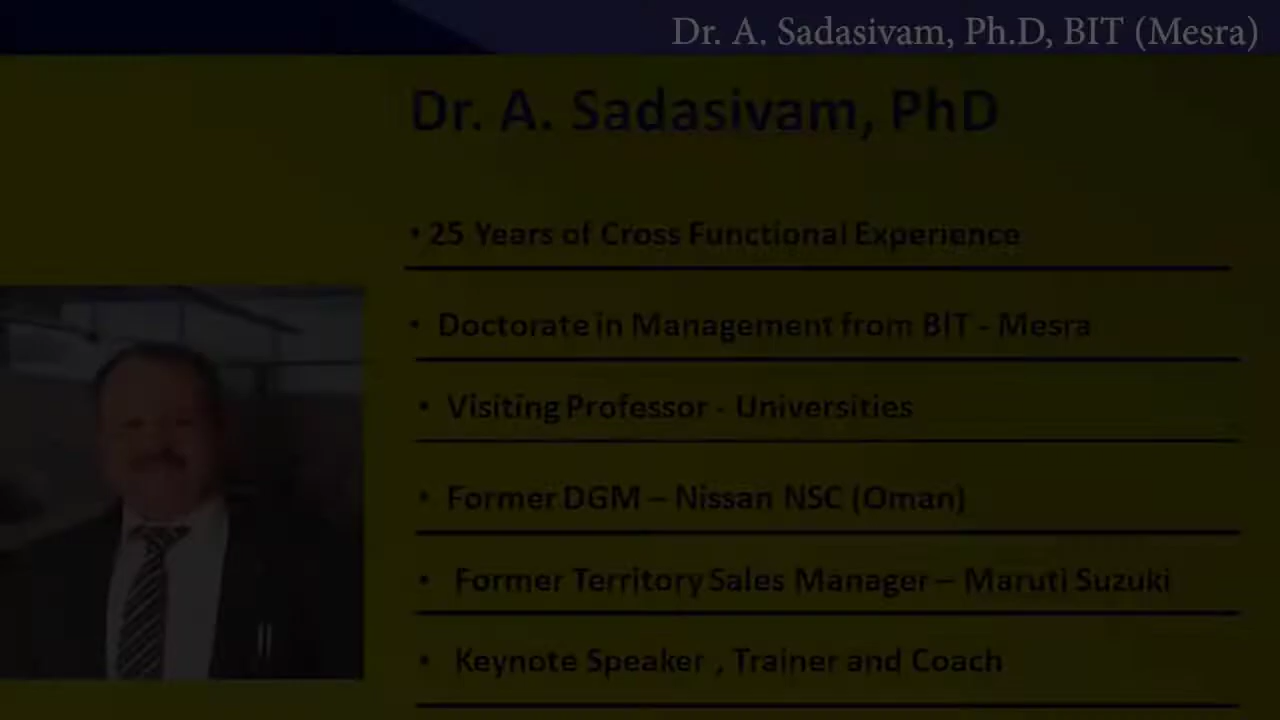 Dr. A. Sadasivam, Ph.D, BIT (Mesra)
Dr. A. Sadasivam, PhD
• 25 Years of Cross Functional Experience
• Doctorate in Management from BIT - Mesra
• Visiting Professor - Universities
• Former DGM – Nissan NSC (Oman)
• Former Territory Sales Manager – Maruti Suzuki
• Keynote Speaker , Trainer and Coach